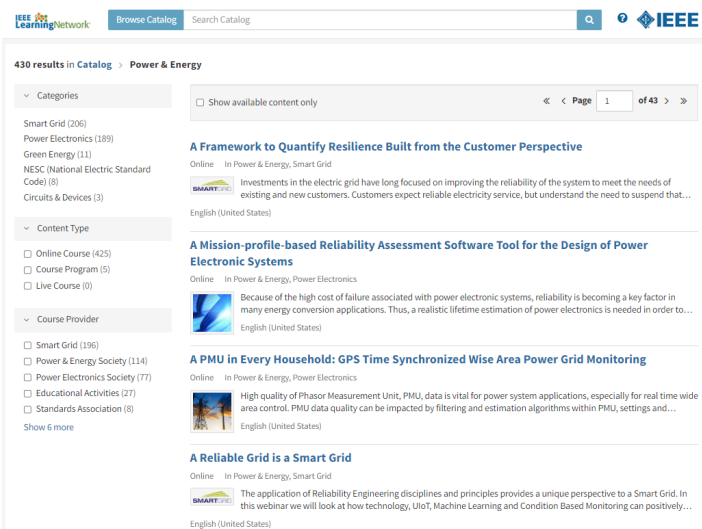 IEEE
LearningNetwork
Browse Catalog
Search Catalog
?
IEEE
430 results in Catalog > Power & Energy
Categories
Smart Grid (206)
Power Electronics (189)
Green Energy (11)
NESC (National Electric Standard
Code) (8)
Circuits & Devices (3)
Content Type
Online Course (425)
Course Program (5)
Live Course (0)
Course Provider
Smart Grid (196)
Power & Energy Society (114)
Power Electronics Society (77)
Educational Activities (27)
Standards Association (8)
Show 6 more
Show available content only
« < Page 1 of 43 > »
A Framework to Quantify Resilience Built from the Customer Perspective
Online In Power & Energy, Smart Grid
SMARTGRID
Investments in the electric grid have long focused on improving the reliability of the system to meet the needs of
existing and new customers. Customers expect reliable electricity service, but understand the need to suspend that…
English (United States)
A Mission-profile-based Reliability Assessment Software Tool for the Design of Power
Electronic Systems
Online In Power & Energy, Power Electronics
Because of the high cost of failure associated with power electronic systems, reliability is becoming a key factor in
many energy conversion applications. Thus, a realistic lifetime estimation of power electronics is needed in order to…
English (United States)
A PMU in Every Household: GPS Time Synchronized Wise Area Power Grid Monitoring
Online In Power & Energy, Power Electronics
High quality of Phasor Measurement Unit, PMU, data is vital for power system applications, especially for real time wide
area control. PMU data quality can be impacted by filtering and estimation algorithms within PMU, settings and…
English (United States)
A Reliable Grid is a Smart Grid
Online In Power & Energy, Smart Grid
SMARTGRID
The application of Reliability Engineering disciplines and principles provides a unique perspective to a Smart Grid. In
this webinar we will look at how technology, UIoT, Machine Learning and Condition Based Monitoring can positively…
English (United States)